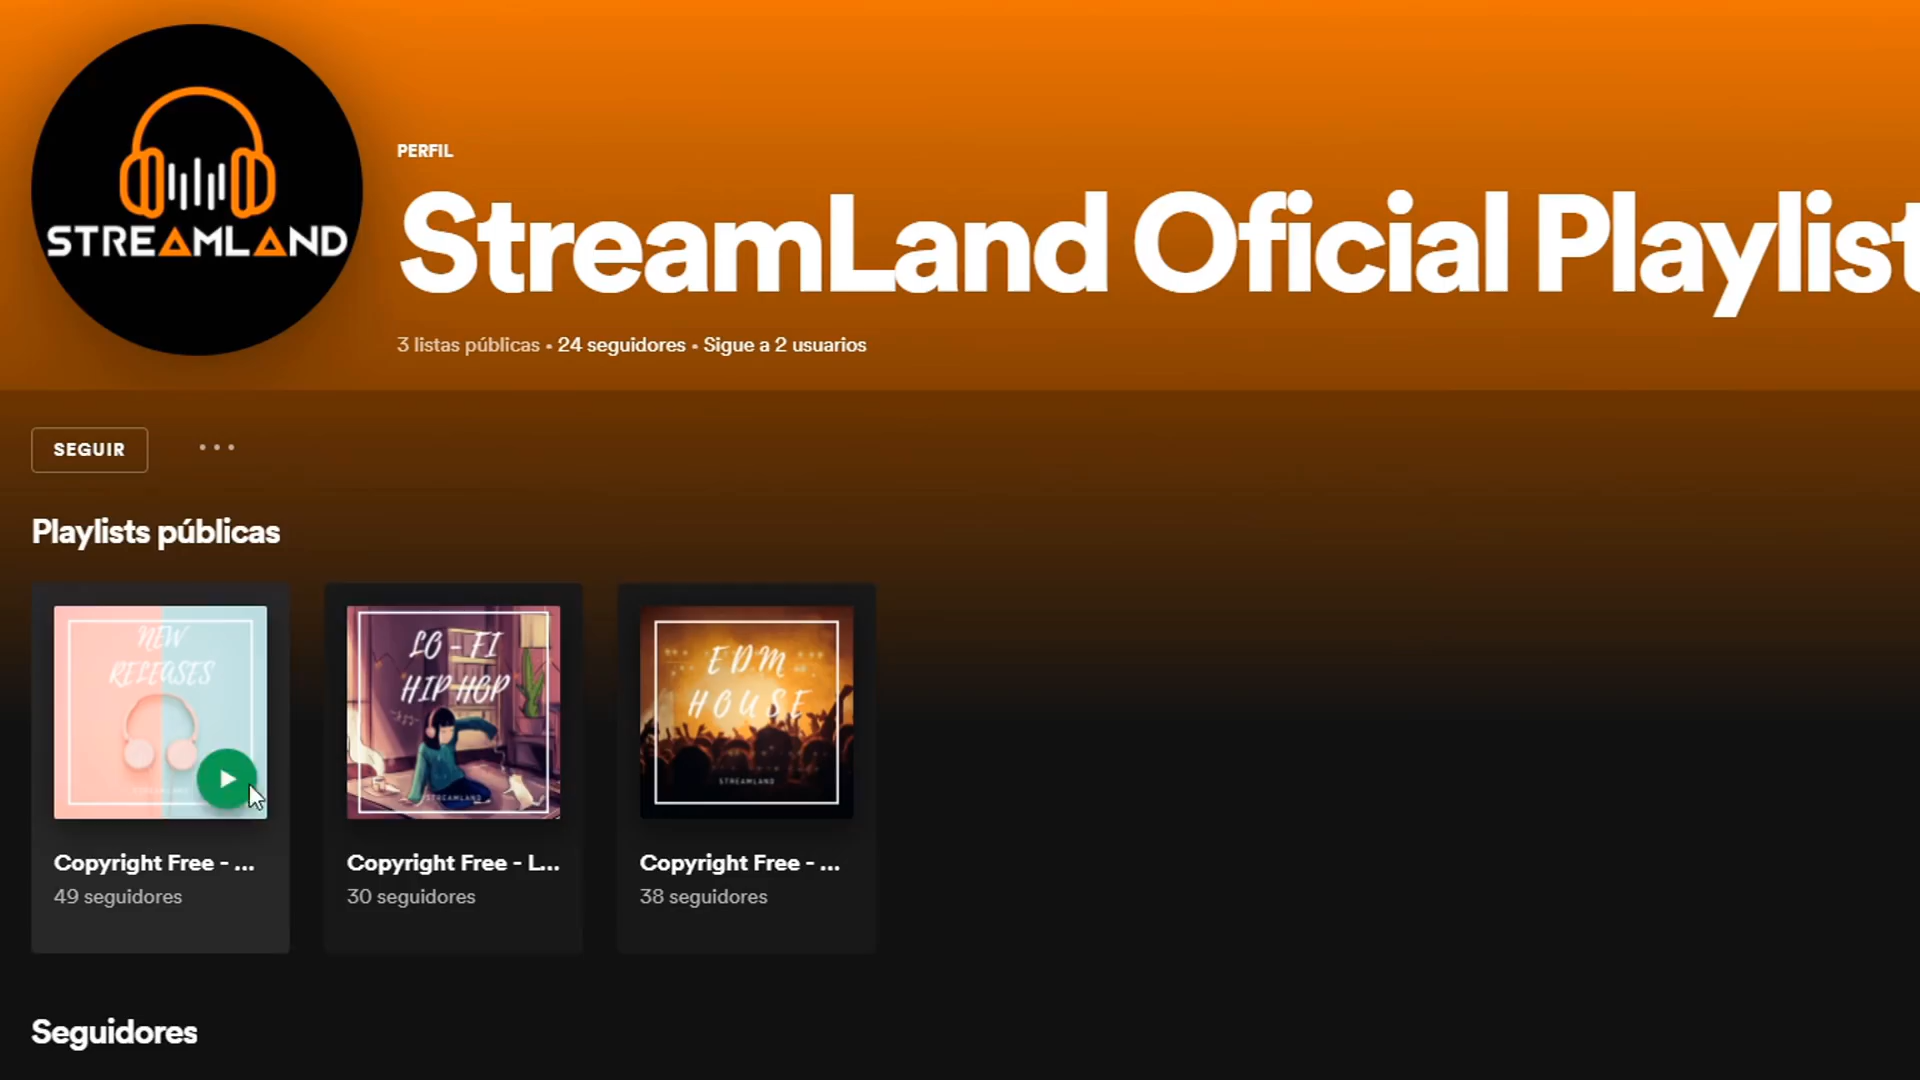 STREAMLAND
PERFIL
StreamLand Oficial Playlist
3 listas públicas • 24 seguidores • Sigue a 2 usuarios
SEGUIR
Playlists públicas
NEW
RELEASES
LO - FI
HIP HOP
STREAMLAND
EDM
HOUSE
STREAMLAND
Copyright Free - ...
49 seguidores
Copyright Free - L...
30 seguidores
Copyright Free - ...
38 seguidores
Seguidores